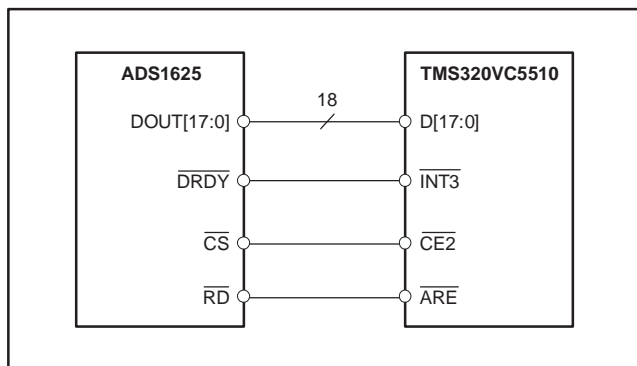 ADS1625 TMS320VC5510
18
DOUT[17:0] D[17:0]
DRDY INT3
CS CE2
RD ARE